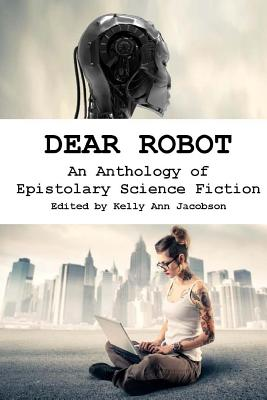 DEAR ROBOT
An Anthology of
Epistolary Science Fiction
Edited by Kelly Ann Jacobson